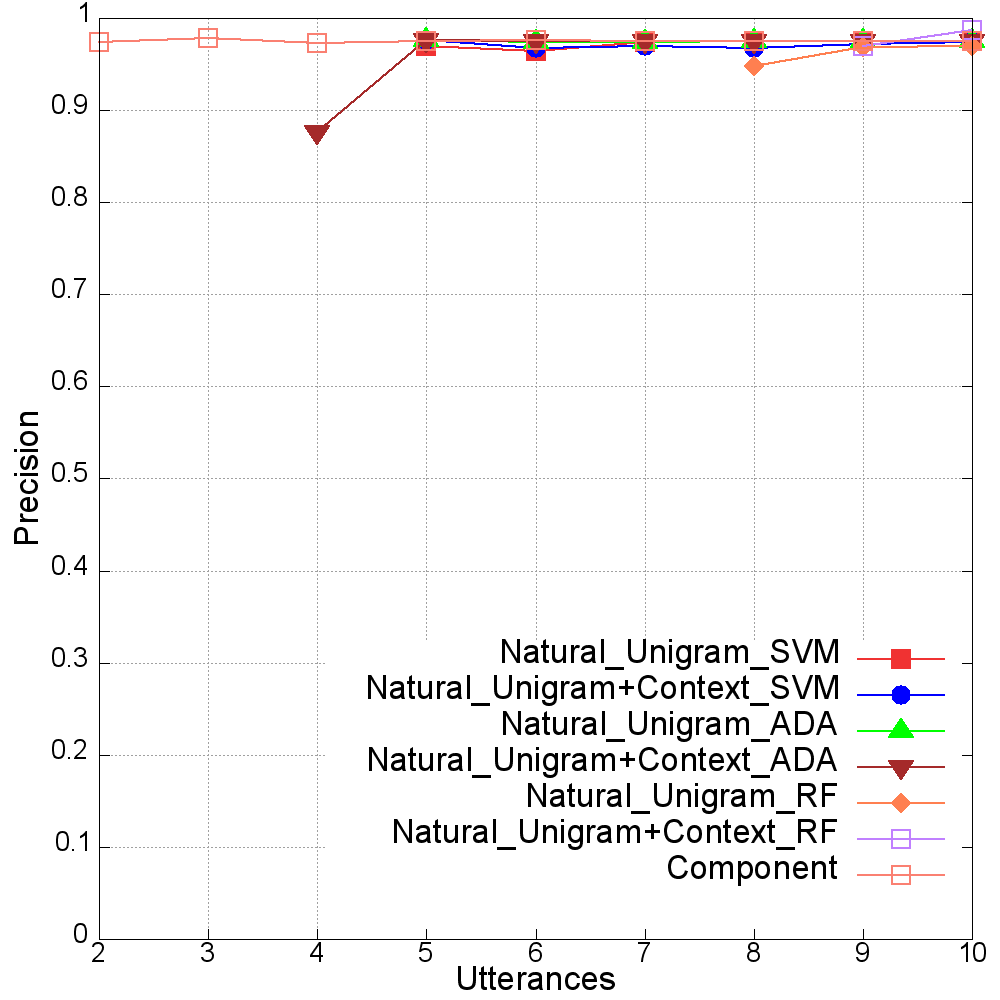 1
0.9
0.8
0.7
0.6
0.5
0.4
0.3
0.2
0.1
0
Precision
Natural_Unigram_SVM
Natural_Unigram+Context_SVM
Natural_Unigram_ADA
Natural_Unigram+Context_ADA
Natural_Unigram_RF
Natural_Unigram+Context_RF
Component
2 3 4 5 6 7 8 9 10
Utterances